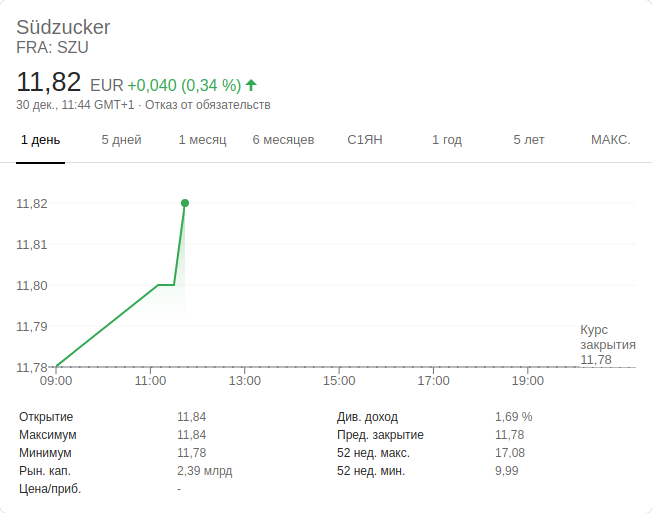 Südzucker
FRA: SZU
11,82 EUR +0,040 (0,34 %)
30 дек., 11:44 GMT+1 · Отказ от обязательств
1 день 5 дней 1 месяц 6 месяцев С1ЯН 1 год 5 лет МАКС.
11,82
11,81
11,80
11,79
11,78
Курс
закрытия
11,78
09:00 11:00 13:00 15:00 17:00 19:00
Открытие 11,84 Див. доход 1,69 %
Максимум 11,84 Пред. закрытие 11,78
Минимум 11,78 52 нед. макс. 17,08
Рын. кап. 2,39 млрд 52 нед. мин. 9,99
Цена/приб. -